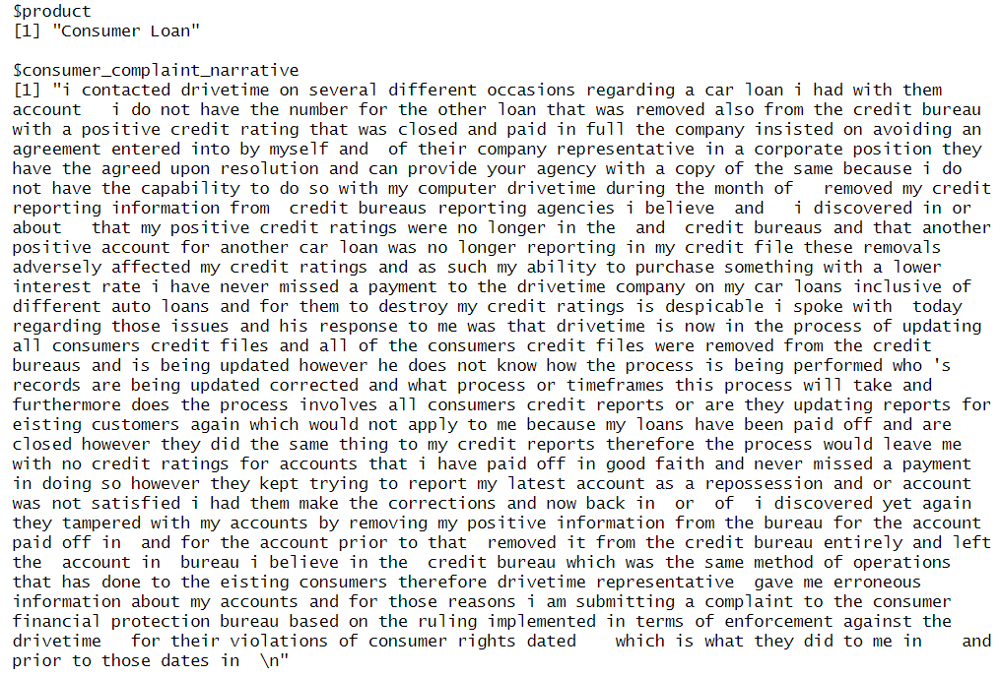 $product
[1] "Consumer Loan"

$consumer_complaint_narrative
[1] "i contacted drivetime on several different occasions regarding a car loan i had with them
account   i do not have the number for the other loan that was removed also from the credit bureau
with a positive credit rating that was closed and paid in full the company insisted on avoiding an
agreement entered into by myself and  of their company representative in a corporate position they
have the agreed upon resolution and can provide your agency with a copy of the same because i do
not have the capability to do so with my computer drivetime during the month of   removed my credit
reporting information from  credit bureaus reporting agencies i believe  and   i discovered in or
about   that my positive credit ratings were no longer in the  and  credit bureaus and that another
positive account for another car loan was no longer reporting in my credit file these removals
adversely affected my credit ratings and as such my ability to purchase something with a lower
interest rate i have never missed a payment to the drivetime company on my car loans inclusive of
different auto loans and for them to destroy my credit ratings is despicable i spoke with  today
regarding those issues and his response to me was that drivetime is now in the process of updating
all consumers credit files and all of the consumers credit files were removed from the credit
bureaus and is being updated however he does not know how the process is being performed who 's
records are being updated corrected and what process or timeframes this process will take and
furthermore does the process involves all consumers credit reports or are they updating reports for
eisting customers again which would not apply to me because my loans have been paid off and are
closed however they did the same thing to my credit reports therefore the process would leave me
with no credit ratings for accounts that i have paid off in good faith and never missed a payment
in doing so however they kept trying to report my latest account as a repossession and or account
was not satisfied i had them make the corrections and now back in  or  of  i discovered yet again
they tampered with my accounts by removing my positive information from the bureau for the account
paid off in  and for the account prior to that  removed it from the credit bureau entirely and left
the  account in  bureau i believe in the  credit bureau which was the same method of operations
that has done to the eisting consumers therefore drivetime representative  gave me erroneous
information about my accounts and for those reasons i am submitting a complaint to the consumer
financial protection bureau based on the ruling implemented in terms of enforcement against the
drivetime   for their violations of consumer rights dated    which is what they did to me in    and
prior to those dates in  \n"